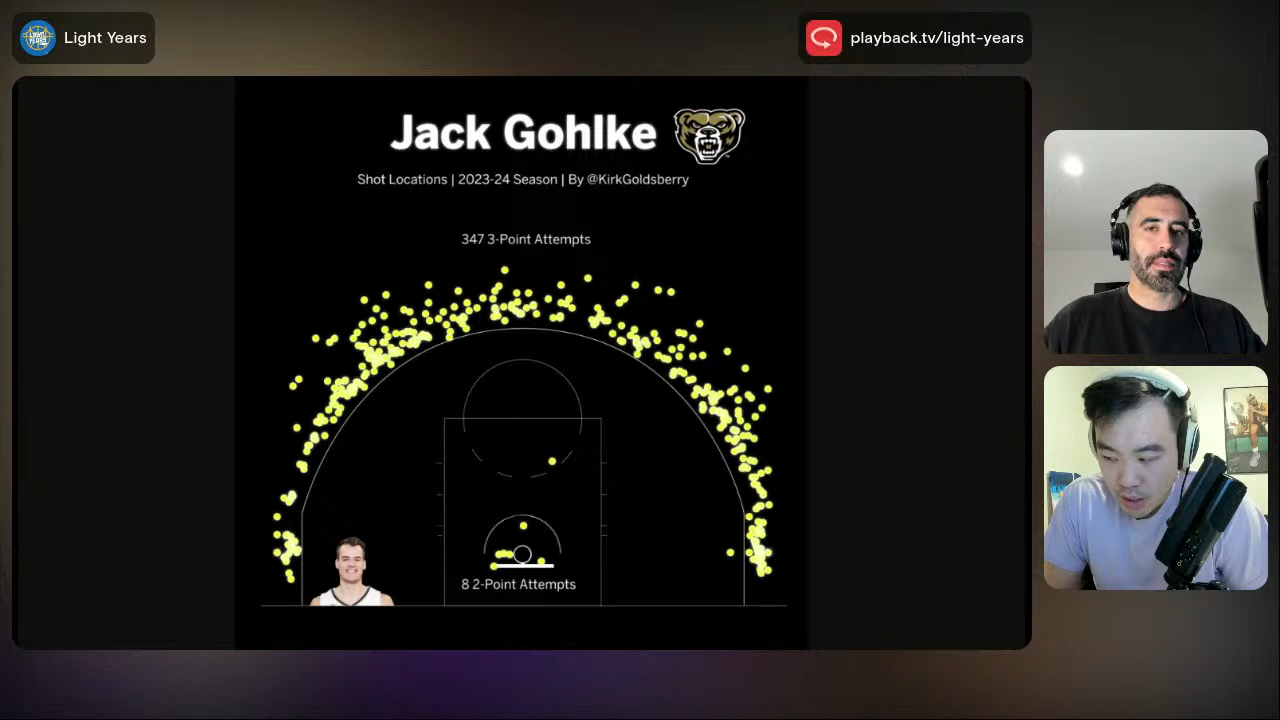 Light Years
playback.tv/light-years
Jack Gohlke
Shot Locations | 2023-24 Season | By @KirkGoldsberry
347 3-Point Attempts
8 2-Point Attempts